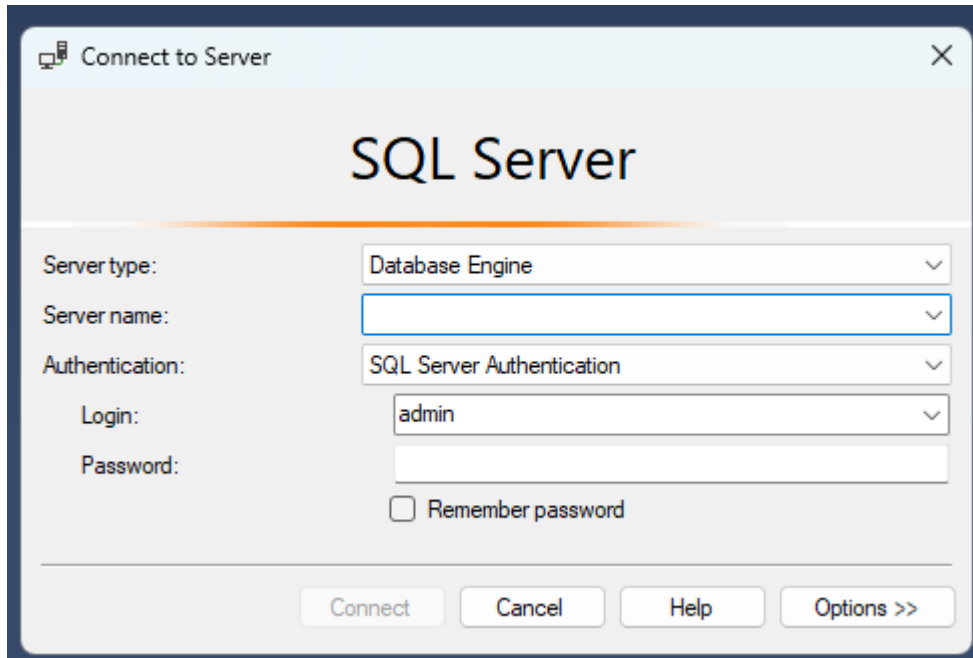 Connect to Server
SQL Server
Server type: Database Engine
Server name:
Authentication: SQL Server Authentication
Login: admin
Password:
Remember password
Connect Cancel Help Options >>